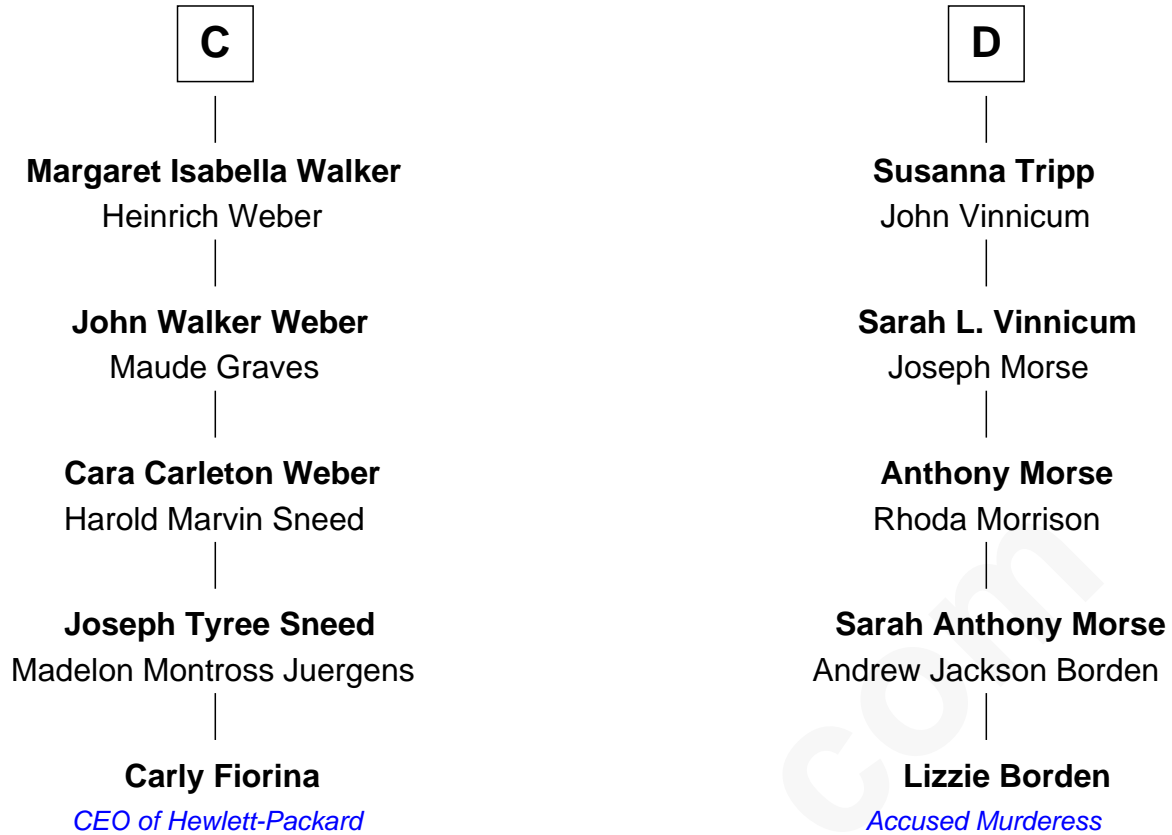 C
Margaret Isabella Walker
Heinrich Weber
John Walker Weber
Maude Graves
Cara Carleton Weber
Harold Marvin Sneed
Joseph Tyree Sneed
Madelon Montross Juergens
Carly Fiorina
CEO of Hewlett-Packard
D
Susanna Tripp
John Vinnicum
Sarah L. Vinnicum
Joseph Morse
Anthony Morse
Rhoda Morrison
Sarah Anthony Morse
Andrew Jackson Borden
Lizzie Borden
Accused Murderess
com